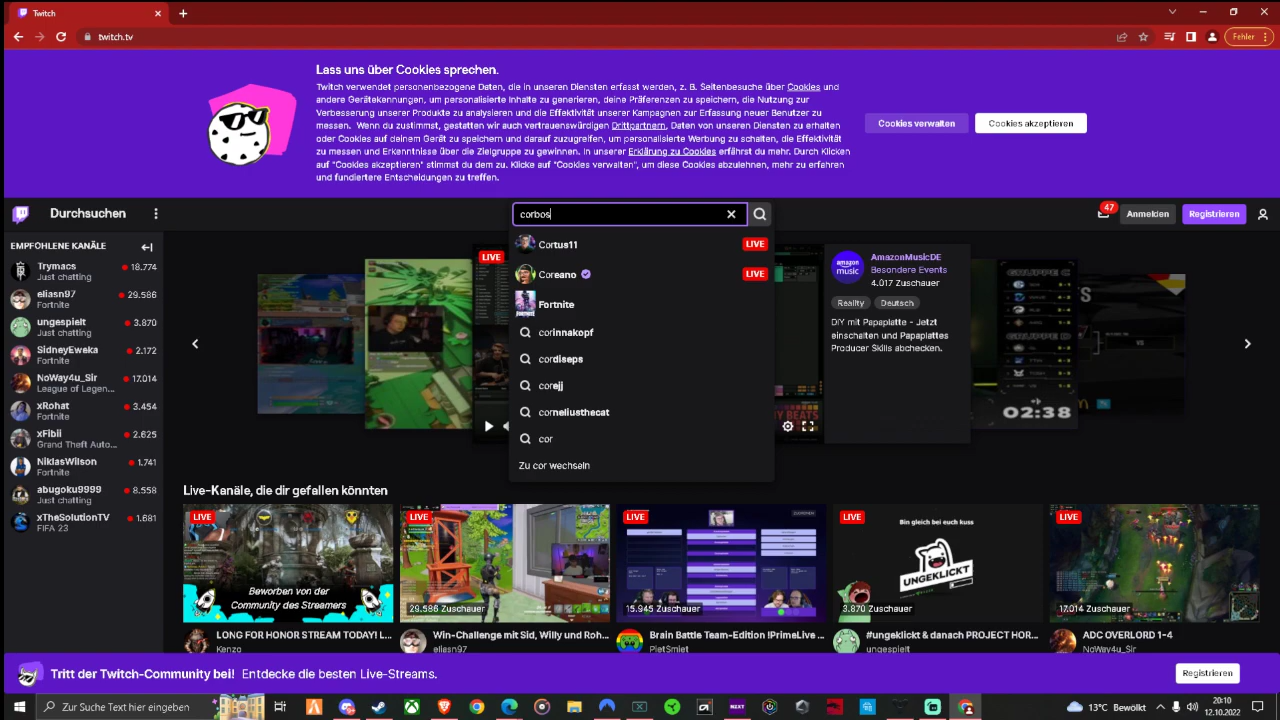 Twitch
twitch.tv
Fehler
Lass uns über Cookies sprechen.
Twitch verwendet personenbezogene Daten, die in unseren Diensten erfasst werden, z. B. Seitenbesuche über Cookies und
andere Gerätekennungen, um personalisierte Inhalte zu generieren, deine Präferenzen zu speichern, die Nutzung zur
Verbesserung unserer Produkte zu analysieren und die Effektivität unserer Kampagnen zur Erfassung neuer Benutzer zu
messen. Wenn du zustimmst, gestatten wir auch vertrauenswürdigen Drittpartnern, Daten von unseren Diensten zu erhalten
oder Cookies auf deinem Gerät zu speichern und darauf zuzugreifen, um personalisierte Werbung zu schalten, die Effektivität
zu messen und Erkenntnisse über die Zielgruppe zu gewinnen. In unserer Erklärung zu Cookies erfährst du mehr. Durch Klicken
auf "Cookies akzeptieren" stimmst du dem zu. Klicke auf "Cookies verwalten", um diese Cookies abzulehnen, mehr zu erfahren
und fundiertere Entscheidungen zu treffen.
Cookies verwalten
Cookies akzeptieren
Durchsuchen
corbos
47
Anmelden
Registrieren
EMPFOHLENE KANÄLE
Trymacs 18.774
Just chatting
eliasn97 29.586
Fortnite
ungespielt 3.870
Just chatting
SidneyEweka 2.172
Fortnite
NoWay4u_Sir 17.014
League of Legen...
xRohat 3.454
Fortnite
xFibii 2.625
Grand Theft Auto...
NiklasWilson 1.741
Fortnite
abugoku9999 8.558
Just chatting
xTheSolutionTV 1.681
FIFA 23
LIVE
Cortus11 LIVE
Coreano LIVE
Fortnite
corinnakopf
cordiseps
corejj
corneliusthecat
cor
Zu cor wechseln
amazon
music
AmazonMusicDE
Besondere Events
4.017 Zuschauer
Reality Deutsch
DIY mit Papaplatte - Jetzt
einschalten und Papaplattes
Producer Skills abchecken.
GRUPPE C
GRUPPE D
VS
02:38
Live-Kanäle, die dir gefallen könnten
LIVE
Beworben von der
Community des Streamers
LONG FOR HONOR STREAM TODAY! L...
Kenzo
LIVE
29.586 Zuschauer
Win-Challenge mit Sid, Willy und Roh...
eliasn97
LIVE
15.945 Zuschauer
Brain Battle Team-Edition !PrimeLive ...
PietSmiet
LIVE
Bin gleich bei euch kuss
UNGEKLICKT
3.870 Zuschauer
#ungeklickt & danach PROJECT HOR...
ungespielt
LIVE
17.014 Zuschauer
ADC OVERLORD 1-4
NoWay4u_Sir
Tritt der Twitch-Community bei! Entdecke die besten Live-Streams.
Registrieren
Zur Suche Text hier eingeben
NZXT
13°C Bewölkt
20:10
12.10.2022